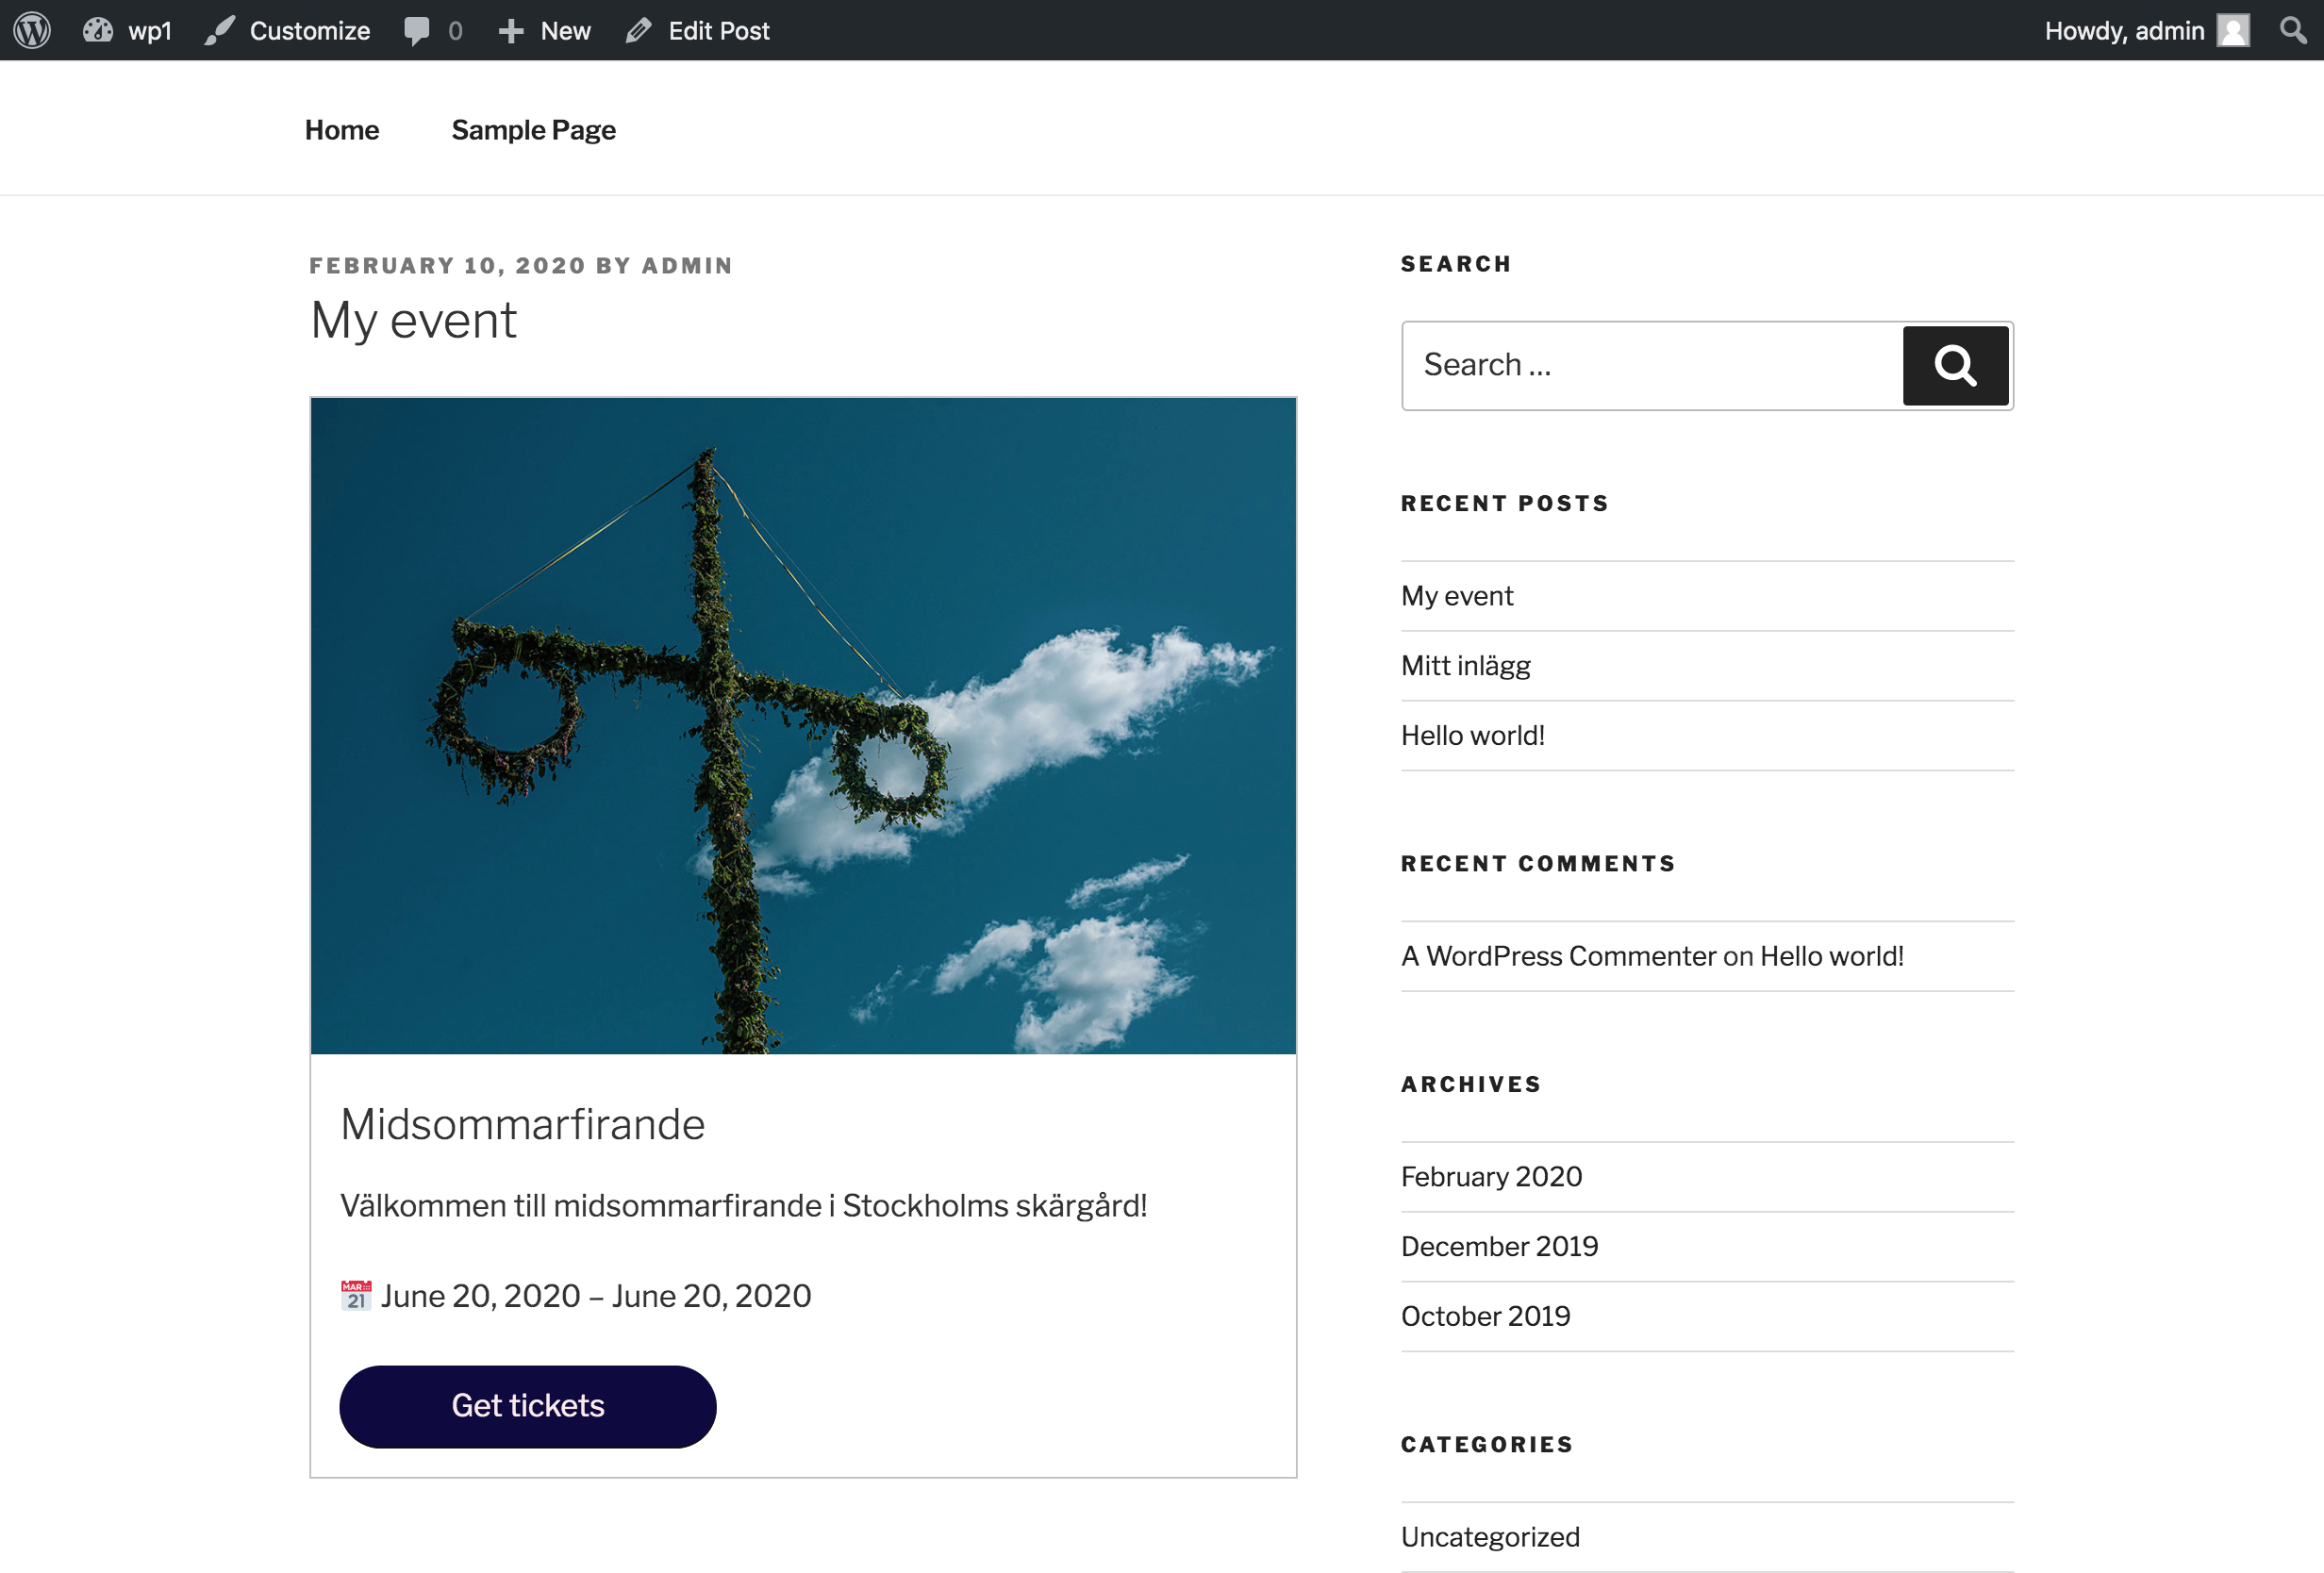 wp1 Customize 0 New Edit Post Howdy, admin
Home Sample Page
FEBRUARY 10, 2020 BY ADMIN
My event
MAR
21
June 20, 2020 – June 20, 2020
Midsommarfirande
Välkommen till midsommarfirande i Stockholms skärgård!
Get tickets
SEARCH
Search …
RECENT POSTS
My event
Mitt inlägg
Hello world!
RECENT COMMENTS
A WordPress Commenter on Hello world!
ARCHIVES
February 2020
December 2019
October 2019
CATEGORIES
Uncategorized